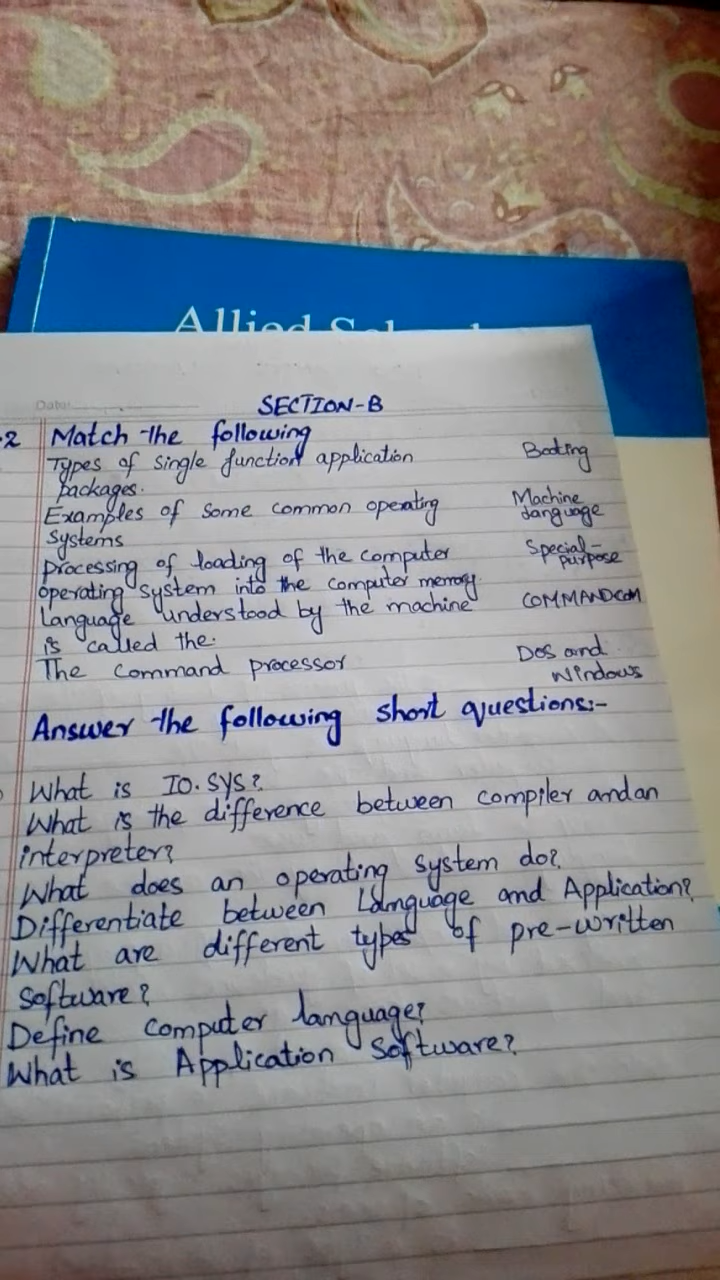 Allied
Date:
SECTION-B
2 Match the following
Types of single function application Booting
packages.
Examples of some common operating Machine
systems language
processing of loading of the computer Special-
purpose
operating system into the computer memory
language understood by the machine COMMANDCOM
is called the.
The command processor Dos and
Windows
Answer the following short questions:-
What is IO.SYS?
What is the difference between compiler andan
interpreter?
What does an operating system do?
Differentiate between Language and Application?
What are different types of pre-written
software?
Define computer language?
What is Application software?